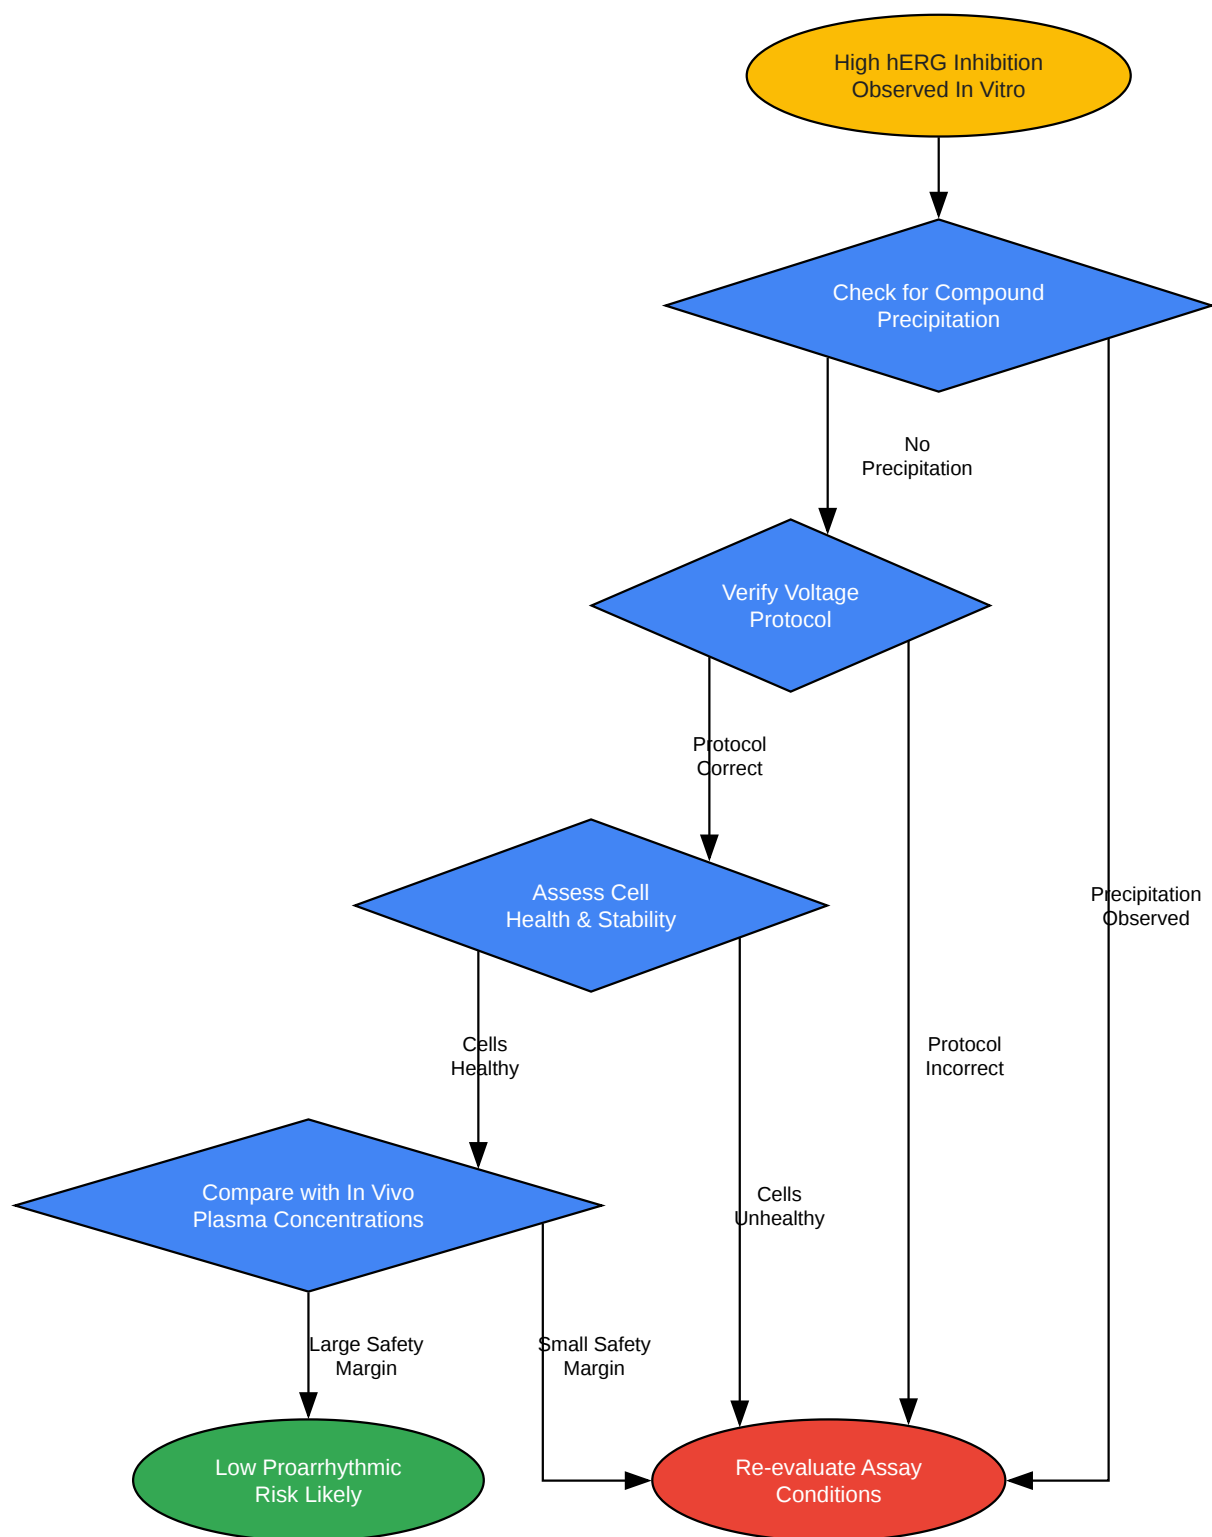 High hERG Inhibition
Observed In Vitro
Check for Compound
Precipitation
No
Precipitation
Verify Voltage
Protocol
Protocol
Correct
Assess Cell
Health & Stability
Precipitation
Observed
Cells
Healthy
Protocol
Incorrect
Compare with In Vivo
Plasma Concentrations
Cells
Unhealthy
Large Safety
Margin
Small Safety
Margin
Low Proarrhythmic
Risk Likely
Re-evaluate Assay
Conditions